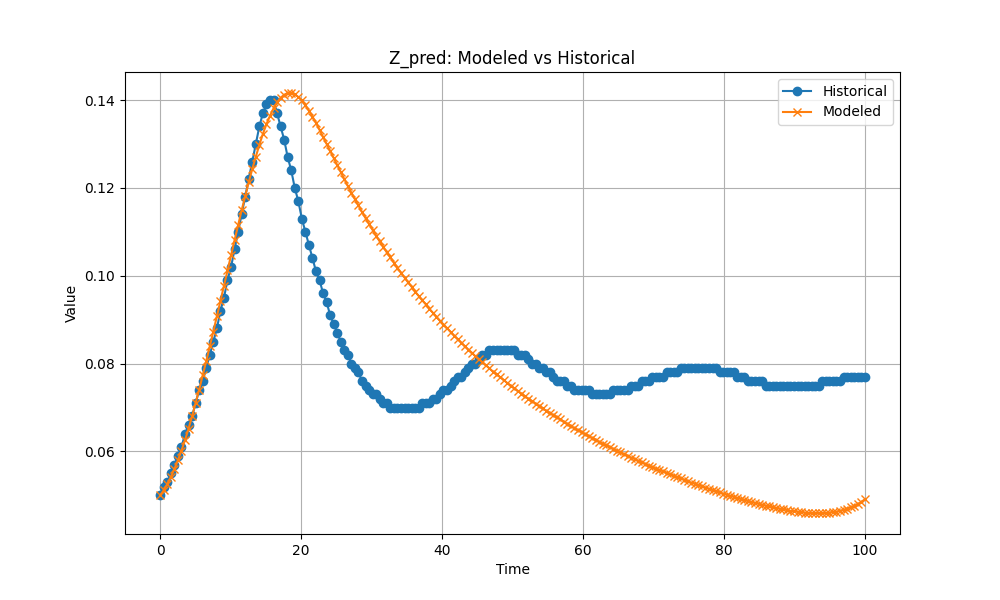 Z_pred: Modeled vs Historical
Historical
Modeled
Value
0.14
0.12
0.10
0.08
0.06
0 20 40 60 80 100
Time